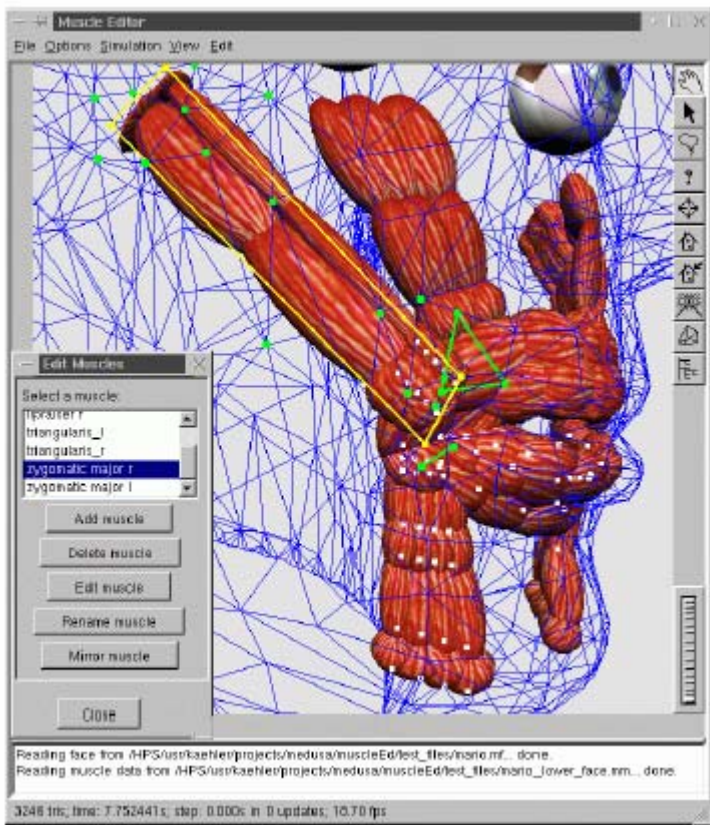 Muscle Editor
File Options Simulation View Edit
Edit Muscles
Select a muscle:
lipraiser r
triangularis_l
triangularis_r
zygomatic major r
zygomatic major l
Add muscle
Delete muscle
Edit muscle
Rename muscle
Mirror muscle
Close
Reading face from /HPS/usr/kaehler/projects/medusa/muscleEd/test_files/mario.mf... done.
Reading muscle data from /HPS/usr/kaehler/projects/medusa/muscleEd/test_files/mario_lower_face.mm... done.
3246 tris; time: 7.752441s; step: 0.000s in 0 updates; 16.70 fps